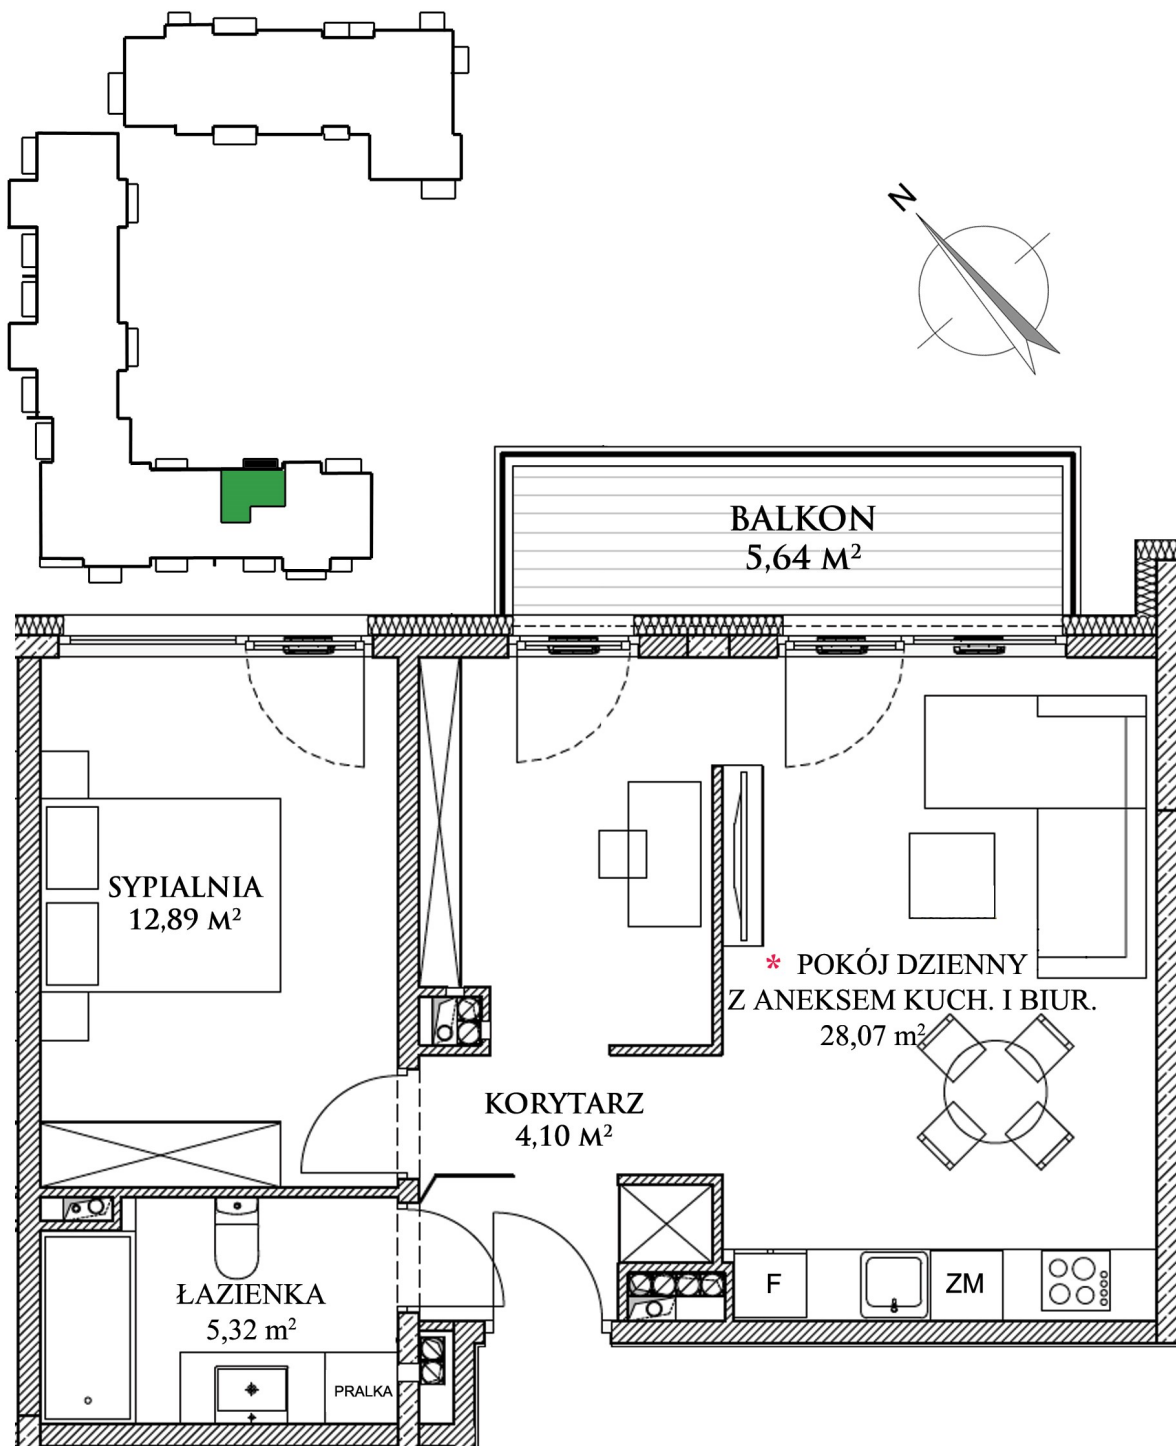 N
BALKON
5,64 M²
SYPIALNIA
12,89 M²
* POKÓJ DZIENNY
Z ANEKSEM KUCH. I BIUR.
28,07 m²
KORYTARZ
4,10 M²
ŁAZIENKA
5,32 m²
F
ZM
PRALKA